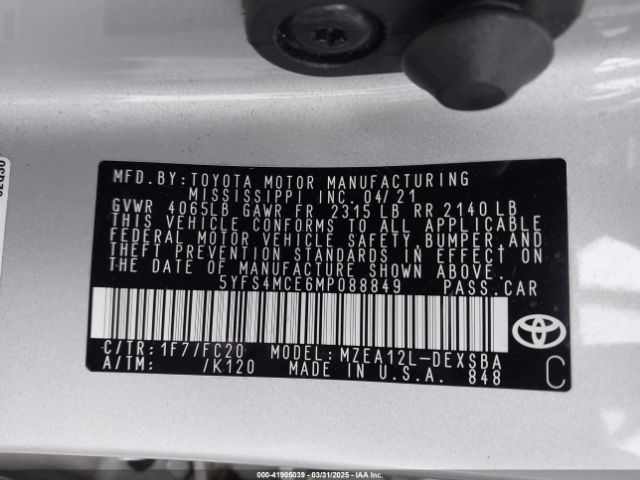 MFD.BY:TOYOTA MOTOR MANUFACTURING
MISSISSIPPI INC.04/21
GVWR 4065LB GAWR FR 2315 LB RR 2140 LB
THIS VEHICLE CONFORMS TO ALL APPLICABLE
FEDERAL MOTOR VEHICLE SAFETY,BUMPER,AND
THEFT PREVENTION STANDARDS IN EFFECT ON
THE DATE OF MANUFACTURE SHOWN ABOVE.
5YFS4MCE6MP088849 PASS.CAR
C/TR:1F7/FC20 MODEL:MZEA12L-DEXSBA
A/TM: /K120 MADE IN U.S.A. 848
C
000-41905039 - 03/31/2025 - IAAI.COM